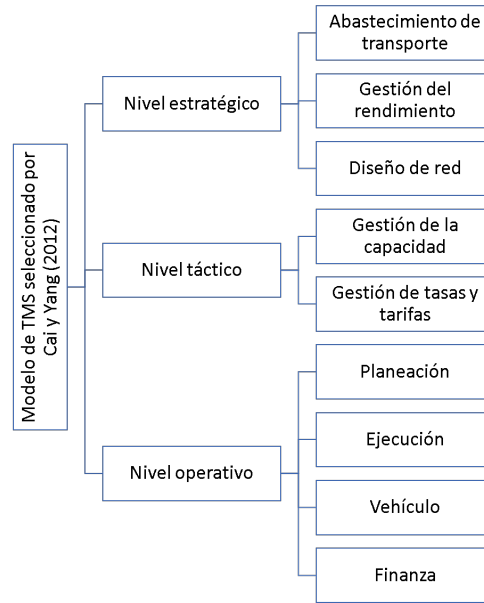 Modelo de TMS seleccionado por
Cai y Yang (2012)
Nivel estratégico
Abastecimiento de
transporte
Gestión del
rendimiento
Diseño de red
Nivel táctico
Gestión de la
capacidad
Gestión de tasas y
tarifas
Nivel operativo
Planeación
Ejecución
Vehículo
Finanza